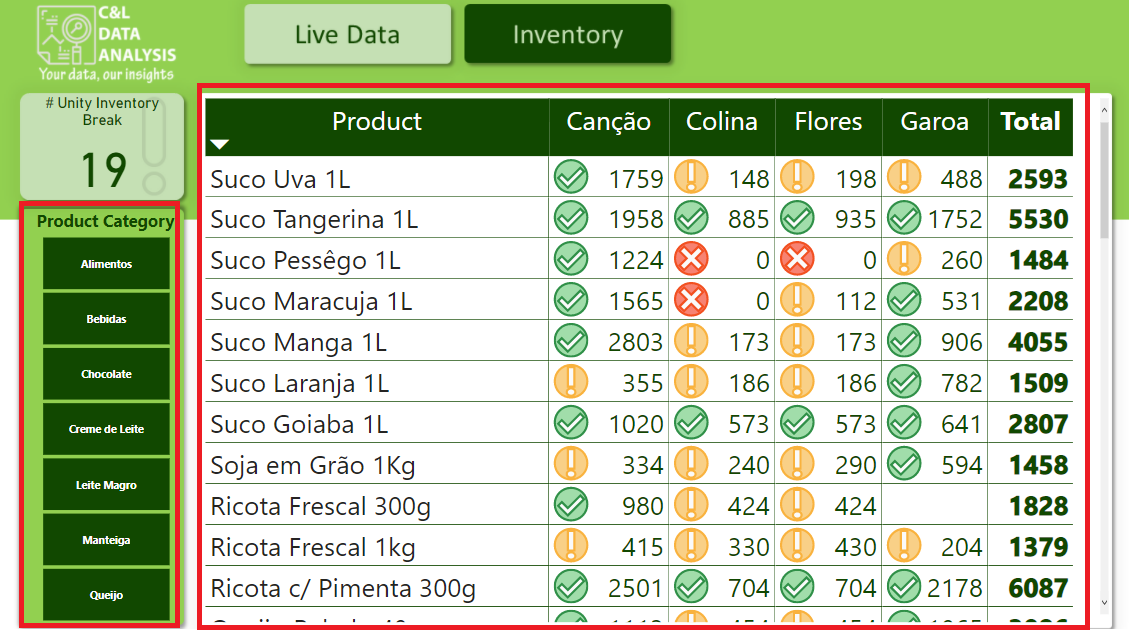 C&L
DATA
ANALYSIS
Your data, our insights
Live Data
Inventory
# Unity Inventory
Break
19
Product Category
Alimentos
Bebidas
Chocolate
Creme de Leite
Leite Magro
Manteiga
Queijo
Product Canção Colina Flores Garoa Total
Suco Uva 1L 1759 148 198 488 2593
Suco Tangerina 1L 1958 885 935 1752 5530
Suco Pessêgo 1L 1224 0 0 260 1484
Suco Maracuja 1L 1565 0 112 531 2208
Suco Manga 1L 2803 173 173 906 4055
Suco Laranja 1L 355 186 186 782 1509
Suco Goiaba 1L 1020 573 573 641 2807
Soja em Grão 1Kg 334 240 290 594 1458
Ricota Frescal 300g 980 424 424 1828
Ricota Frescal 1kg 415 330 430 204 1379
Ricota c/ Pimenta 300g 2501 704 704 2178 6087